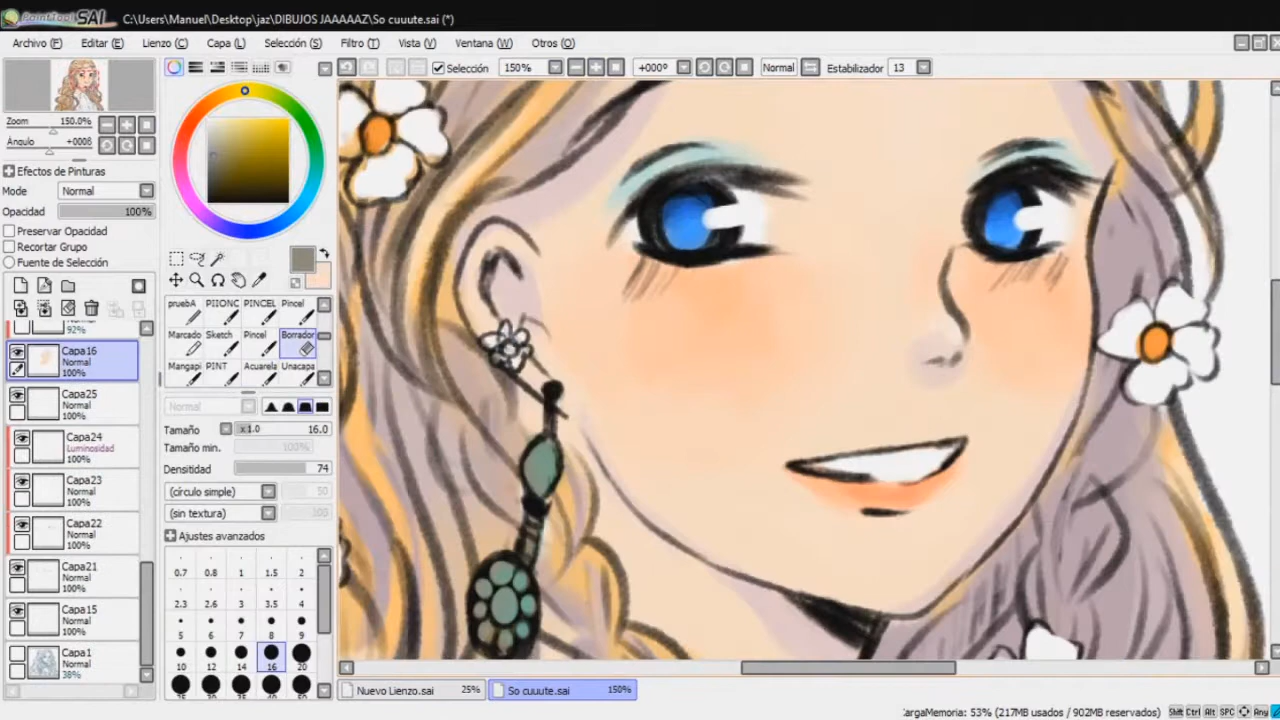 PaintTool SAI C:\Users\Manuel\Desktop\jaz\DIBUJOS JAAAAAZ\So cuuute.sai (*)
Archivo (F) Editar (E) Lienzo (C) Capa (L) Selección (S) Filtro (T) Vista (V) Ventana (W) Otros (O)
Selección 150% +000º Normal Estabilizador 13
Zoom 150.0%
Ángulo +000ß
Efectos de Pinturas
Modo Normal
Opacidad 100%
Preservar Opacidad
Recortar Grupo
Fuente de Selección
92%
Capa16
Normal
100%
Capa25
Normal
100%
Capa24
Luminosidad
100%
Capa23
Normal
100%
Capa22
Normal
100%
Capa21
Normal
100%
Capa15
Normal
100%
Capa1
Normal
38%
pruebA PIIONC PINCEL Pincel
Marcado Sketch Pincel Borrador
Mangapi PINT Acuarela Unacapa
Normal
Tamaño x1.0 16.0
Tamaño min. 100%
Densidad 74
(círculo simple) 50
(sin textura) 100
Ajustes avanzados
0.7 0.8 1 1.5 2
2.3 2.6 3 3.5 4
5 6 7 8 9
10 12 14 16 20
Nuevo Lienzo.sai 25% So cuuute.sai 150%
CargaMemoria: 53% (217MB usados / 902MB reservados) Shift Ctrl Alt SPC Any